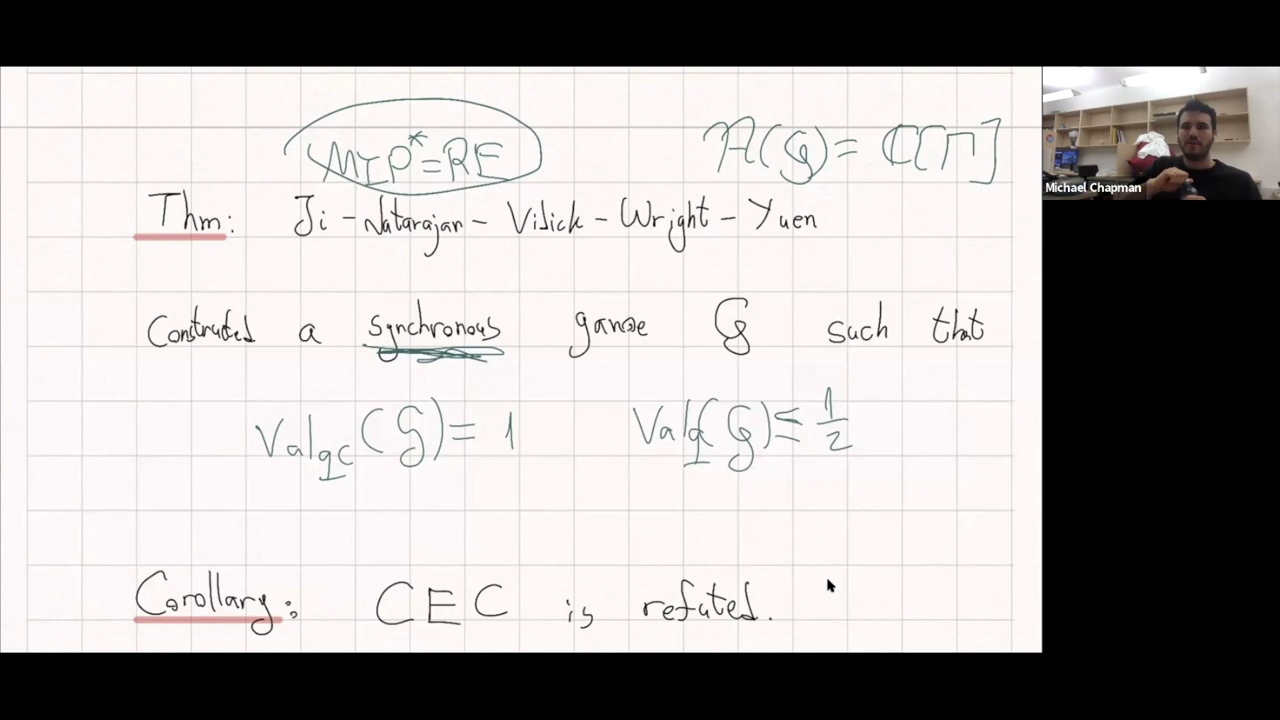 MIP* = RE
A(G) = C[Γ]
Michael Chapman
Thm: Ji - Natarajan - Vidick - Wright - Yuen
Constructed a synchronous game G such that
Val_qc(G) = 1 Val_q(G) ≤ 1/2
Corollary: CEC is refuted.